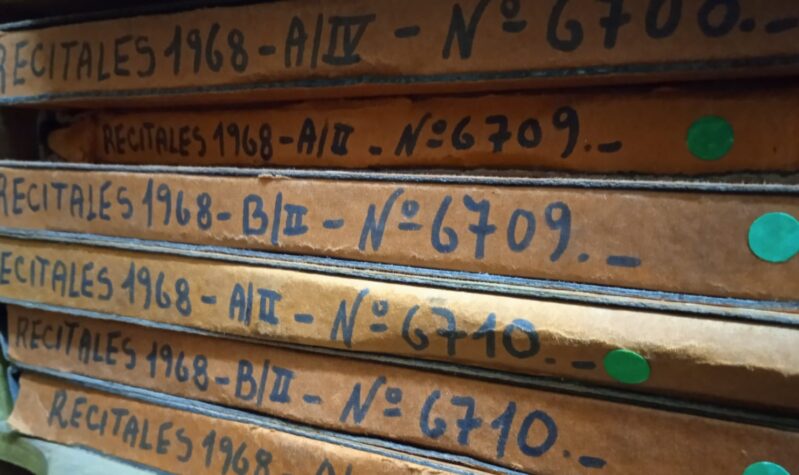 RECITALES 1968 - A/IV - Nº 6700.-
RECITALES 1968 - A/II - Nº 6709.-
RECITALES 1968 - B/II - Nº 6709.-
ECITALES 1968 - A/II - Nº 6710.-
RECITALES 1968 - B/II - Nº 6710.-
RECITALES 1968 -